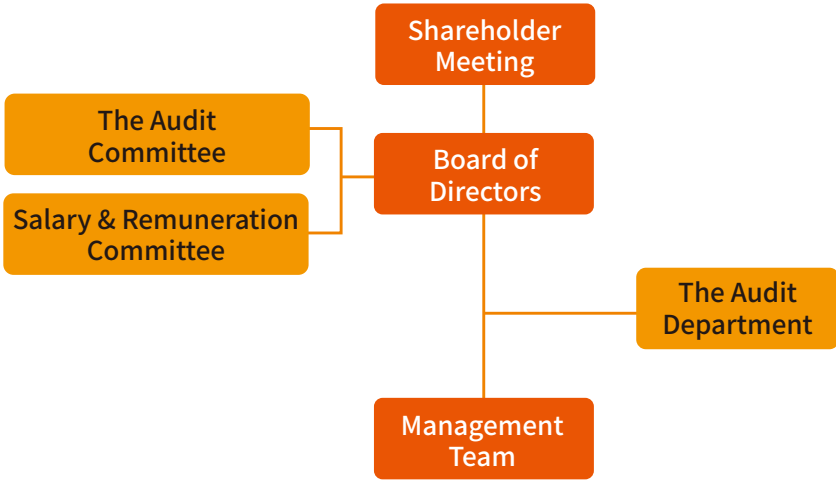 Shareholder
Meeting
The Audit
Committee
Board of
Directors
Salary & Remuneration
Committee
The Audit
Department
Management
Team